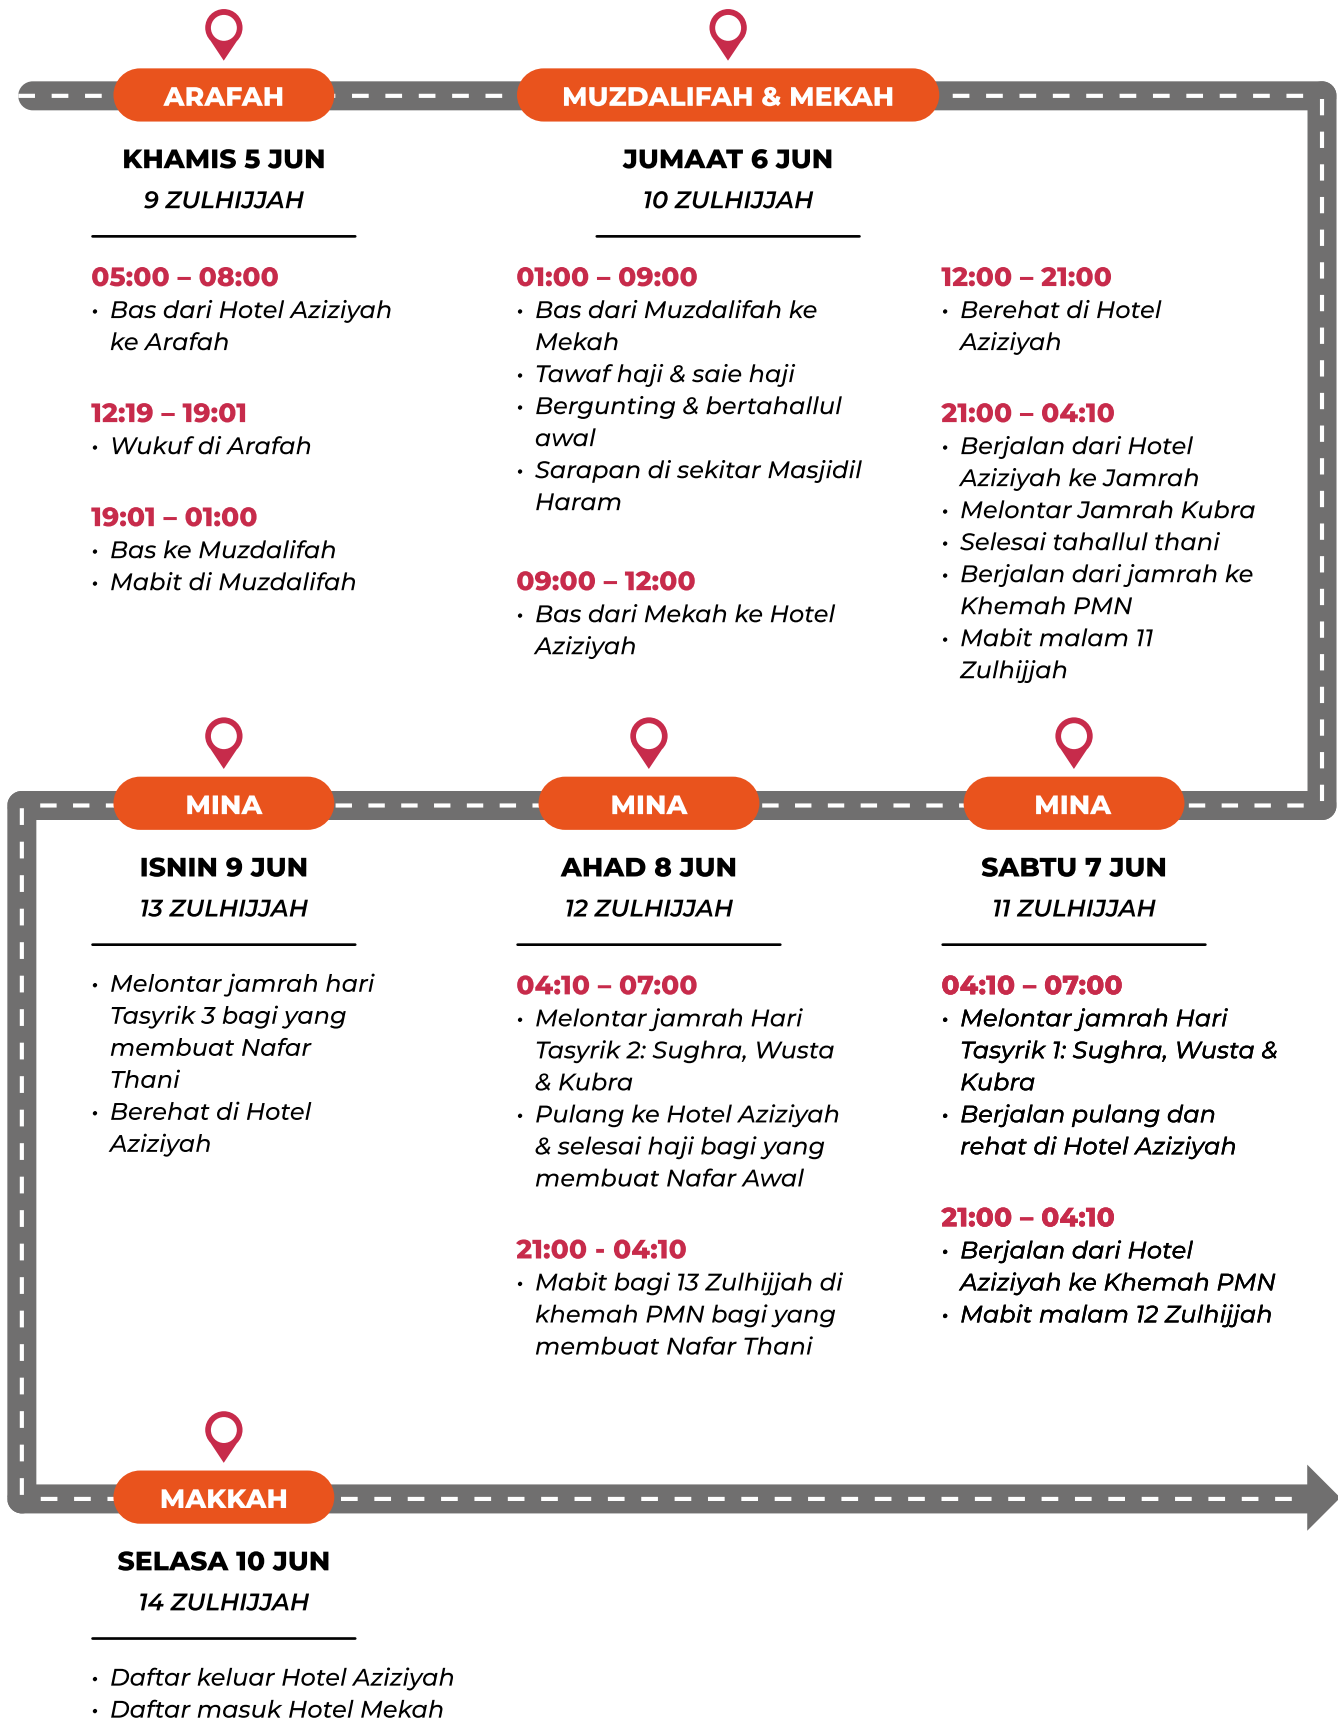 ARAFAH
KHAMIS 5 JUN
9 ZULHIJJAH
05:00 – 08:00
• Bas dari Hotel Aziziyah
ke Arafah
12:19 – 19:01
• Wukuf di Arafah
19:01 – 01:00
• Bas ke Muzdalifah
• Mabit di Muzdalifah
MUZDALIFAH & MEKAH
JUMAAT 6 JUN
10 ZULHIJJAH
01:00 – 09:00
• Bas dari Muzdalifah ke
Mekah
• Tawaf haji & saie haji
• Bergunting & bertahallul
awal
• Sarapan di sekitar Masjidil
Haram
09:00 – 12:00
• Bas dari Mekah ke Hotel
Aziziyah
12:00 – 21:00
• Berehat di Hotel
Aziziyah
21:00 – 04:10
• Berjalan dari Hotel
Aziziyah ke Jamrah
• Melontar Jamrah Kubra
• Selesai tahallul thani
• Berjalan dari jamrah ke
Khemah PMN
• Mabit malam 11
Zulhijjah
MINA
SABTU 7 JUN
11 ZULHIJJAH
04:10 – 07:00
• Melontar jamrah Hari
Tasyrik 1: Sughra, Wusta &
Kubra
• Berjalan pulang dan
rehat di Hotel Aziziyah
21:00 – 04:10
• Berjalan dari Hotel
Aziziyah ke Khemah PMN
• Mabit malam 12 Zulhijjah
MINA
AHAD 8 JUN
12 ZULHIJJAH
04:10 – 07:00
• Melontar jamrah Hari
Tasyrik 2: Sughra, Wusta
& Kubra
• Pulang ke Hotel Aziziyah
& selesai haji bagi yang
membuat Nafar Awal
21:00 - 04:10
• Mabit bagi 13 Zulhijjah di
khemah PMN bagi yang
membuat Nafar Thani
MINA
ISNIN 9 JUN
13 ZULHIJJAH
• Melontar jamrah hari
Tasyrik 3 bagi yang
membuat Nafar
Thani
• Berehat di Hotel
Aziziyah
MAKKAH
SELASA 10 JUN
14 ZULHIJJAH
• Daftar keluar Hotel Aziziyah
• Daftar masuk Hotel Mekah